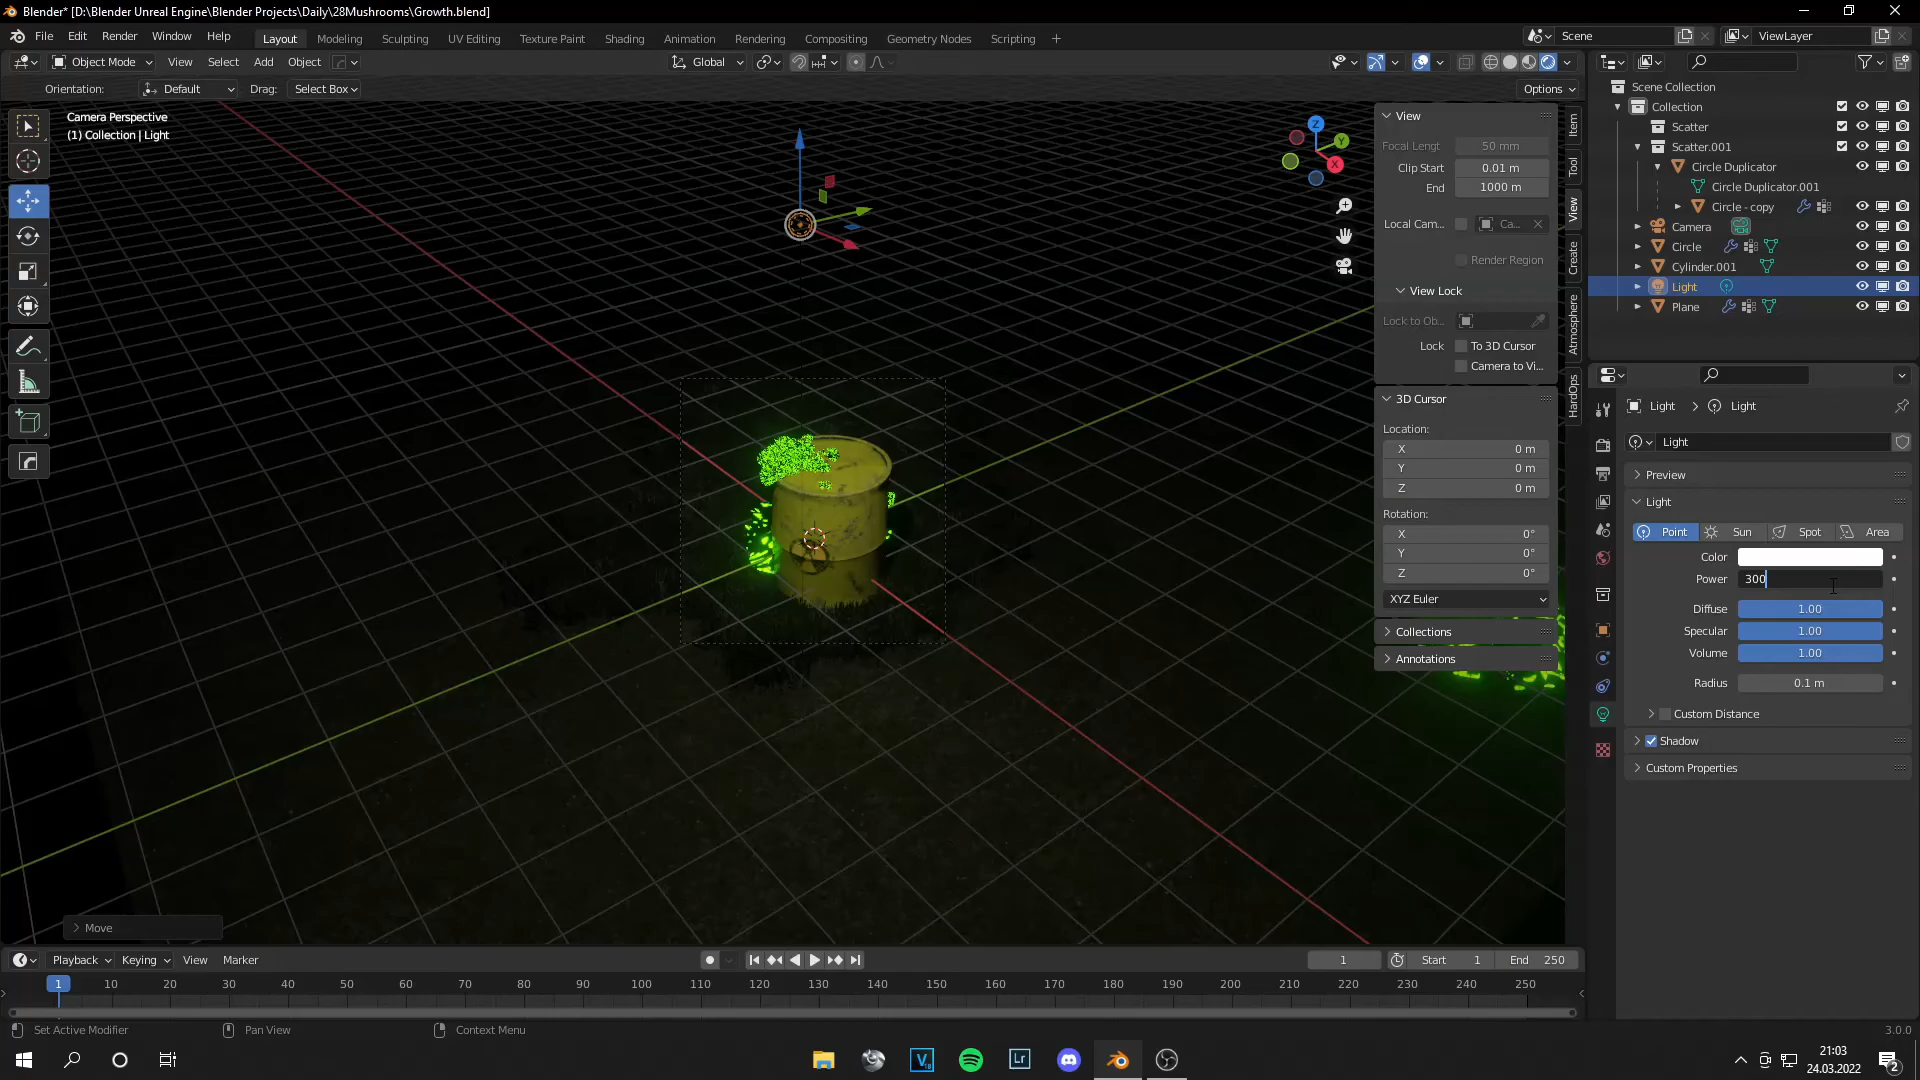 Blender* [D:\Blender Unreal Engine\Blender Projects\Daily\28Mushrooms\Growth.blend]
File Edit Render Window Help Layout Modeling Sculpting UV Editing Texture Paint Shading Animation Rendering Compositing Geometry Nodes Scripting Scene ViewLayer
Object Mode View Select Add Object Global
Orientation: Default Drag: Select Box Options
Camera Perspective
(1) Collection | Light
Z
Y
X
View
Focal Lengt 50 mm
Clip Start 0.01 m
End 1000 m
Local Cam... Ca...
Render Region
View Lock
Lock to Ob...
Lock To 3D Cursor
Camera to Vi...
3D Cursor
Location:
X 0 m
Y 0 m
Z 0 m
Rotation:
X 0°
Y 0°
Z 0°
XYZ Euler
Collections
Annotations
Item
Tool
View
Create
Atmosphere
HardOps
Scene Collection
Collection
Scatter
Scatter.001
Circle Duplicator
Circle Duplicator.001
Circle - copy
Camera
Circle
Cylinder.001
Light
Plane
Light Light
Light
Preview
Light
Point Sun Spot Area
Color
Power 300
Diffuse 1.00
Specular 1.00
Volume 1.00
Radius 0.1 m
Custom Distance
Shadow
Custom Properties
Move
Playback Keying View Marker 1 Start 1 End 250
1 10 20 30 40 50 60 70 80 90 100 110 120 130 140 150 160 170 180 190 200 210 220 230 240 250
Set Active Modifier Pan View Context Menu 3.0.0
V
18
Lr
21:03
24.03.2022
2